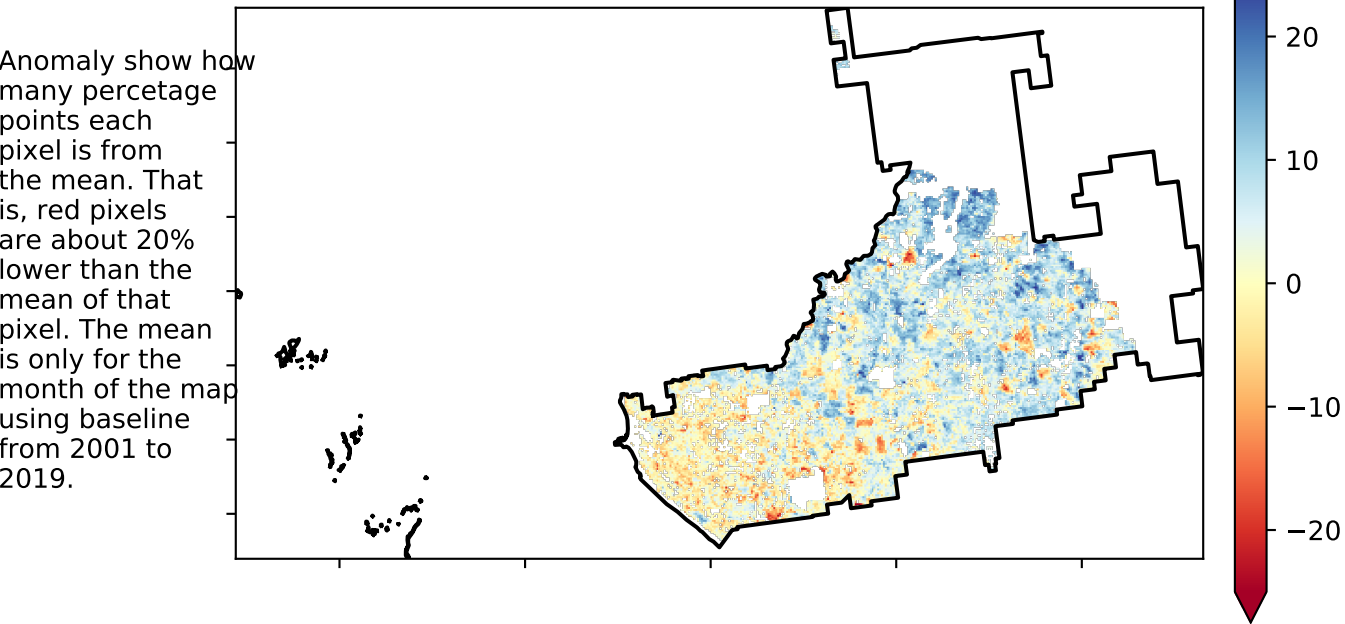 Anomaly show how
many percetage
points each
pixel is from
the mean. That
is, red pixels
are about 20%
lower than the
mean of that
pixel. The mean
is only for the
month of the map
using baseline
from 2001 to
2019.
20
10
0
−10
−20